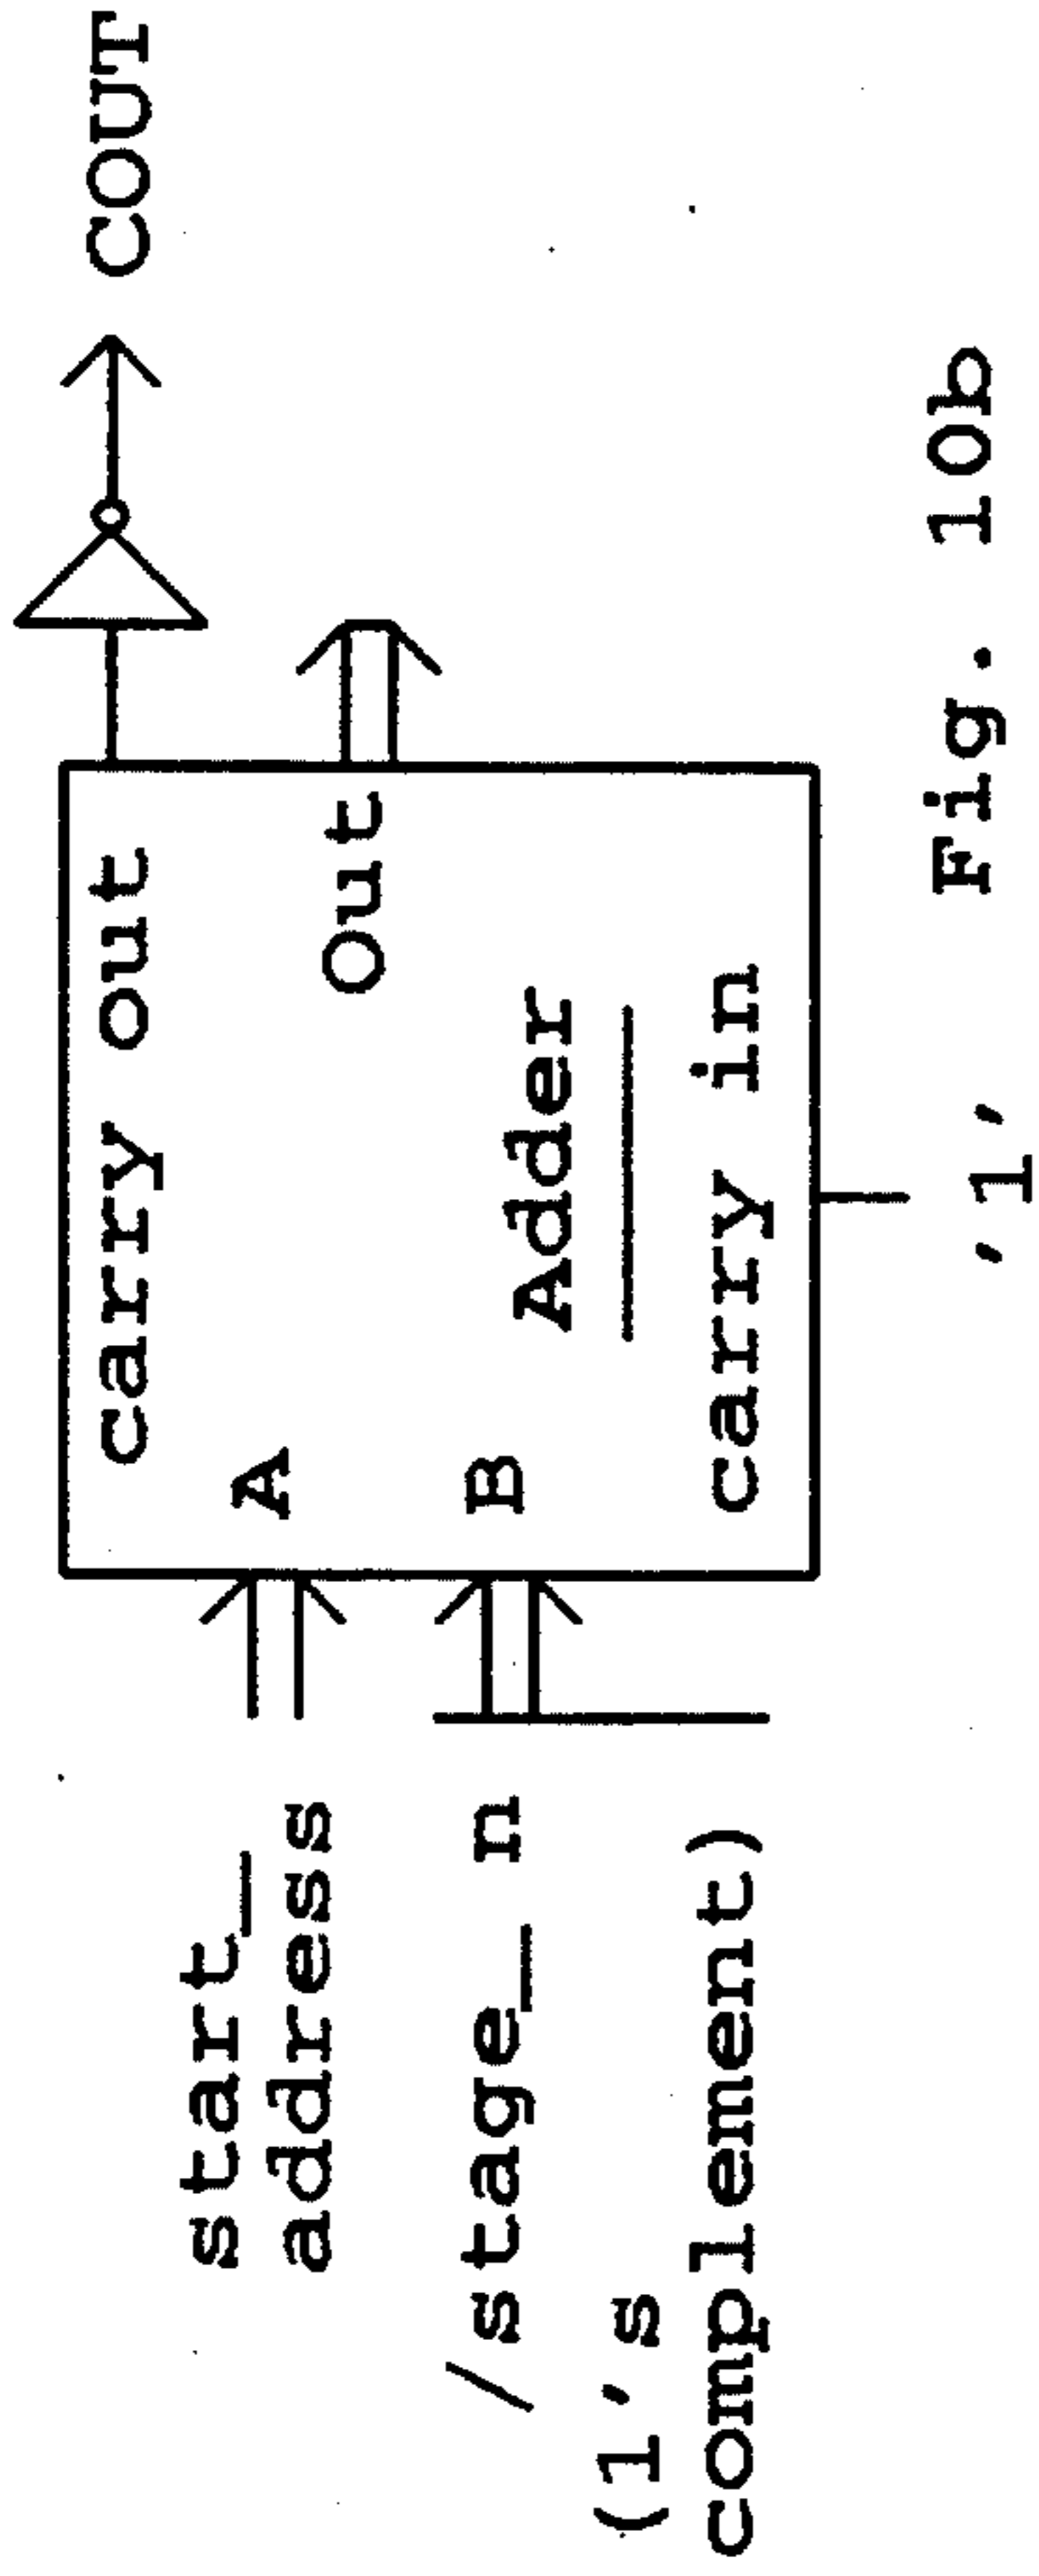 carry out
COUT
start_
address
A
Out
/stage_ n
B
Adder
(1's
complement)
carry in
'1'
Fig. 10b